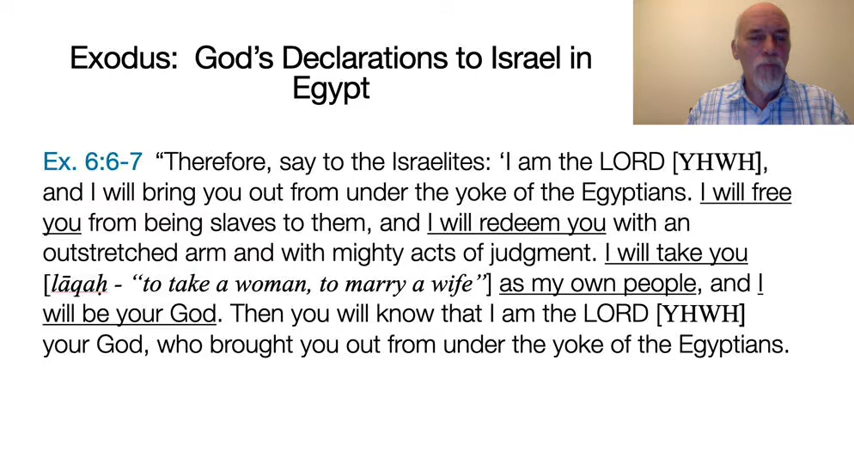 Exodus:  God’s Declarations to Israel in
Egypt
Ex. 6:6-7  “Therefore, say to the Israelites: ‘I am the LORD [YHWH],
and I will bring you out from under the yoke of the Egyptians. I will free
you from being slaves to them, and I will redeem you with an
outstretched arm and with mighty acts of judgment. I will take you
[lāqaḥ - “to take a woman, to marry a wife”] as my own people, and I
will be your God. Then you will know that I am the LORD [YHWH]
your God, who brought you out from under the yoke of the Egyptians.